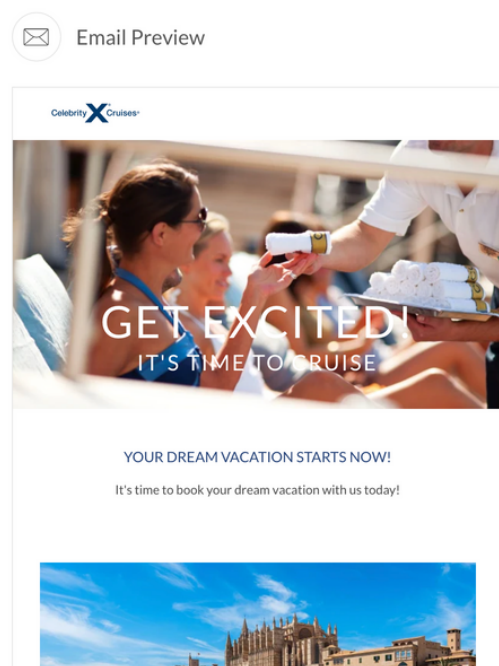 Email Preview
Celebrity X Cruises®
GET EXCITED!
IT'S TIME TO CRUISE
YOUR DREAM VACATION STARTS NOW!
It's time to book your dream vacation with us today!